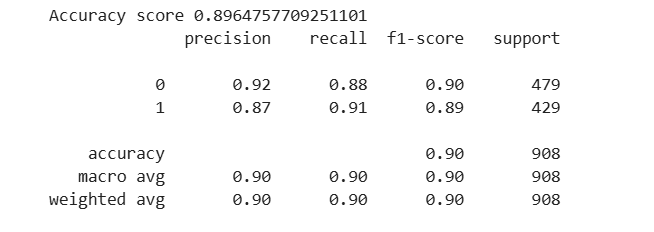 Accuracy score 0.8964757709251101
precision recall f1-score support
0 0.92 0.88 0.90 479
1 0.87 0.91 0.89 429
accuracy 0.90 908
macro avg 0.90 0.90 0.90 908
weighted avg 0.90 0.90 0.90 908